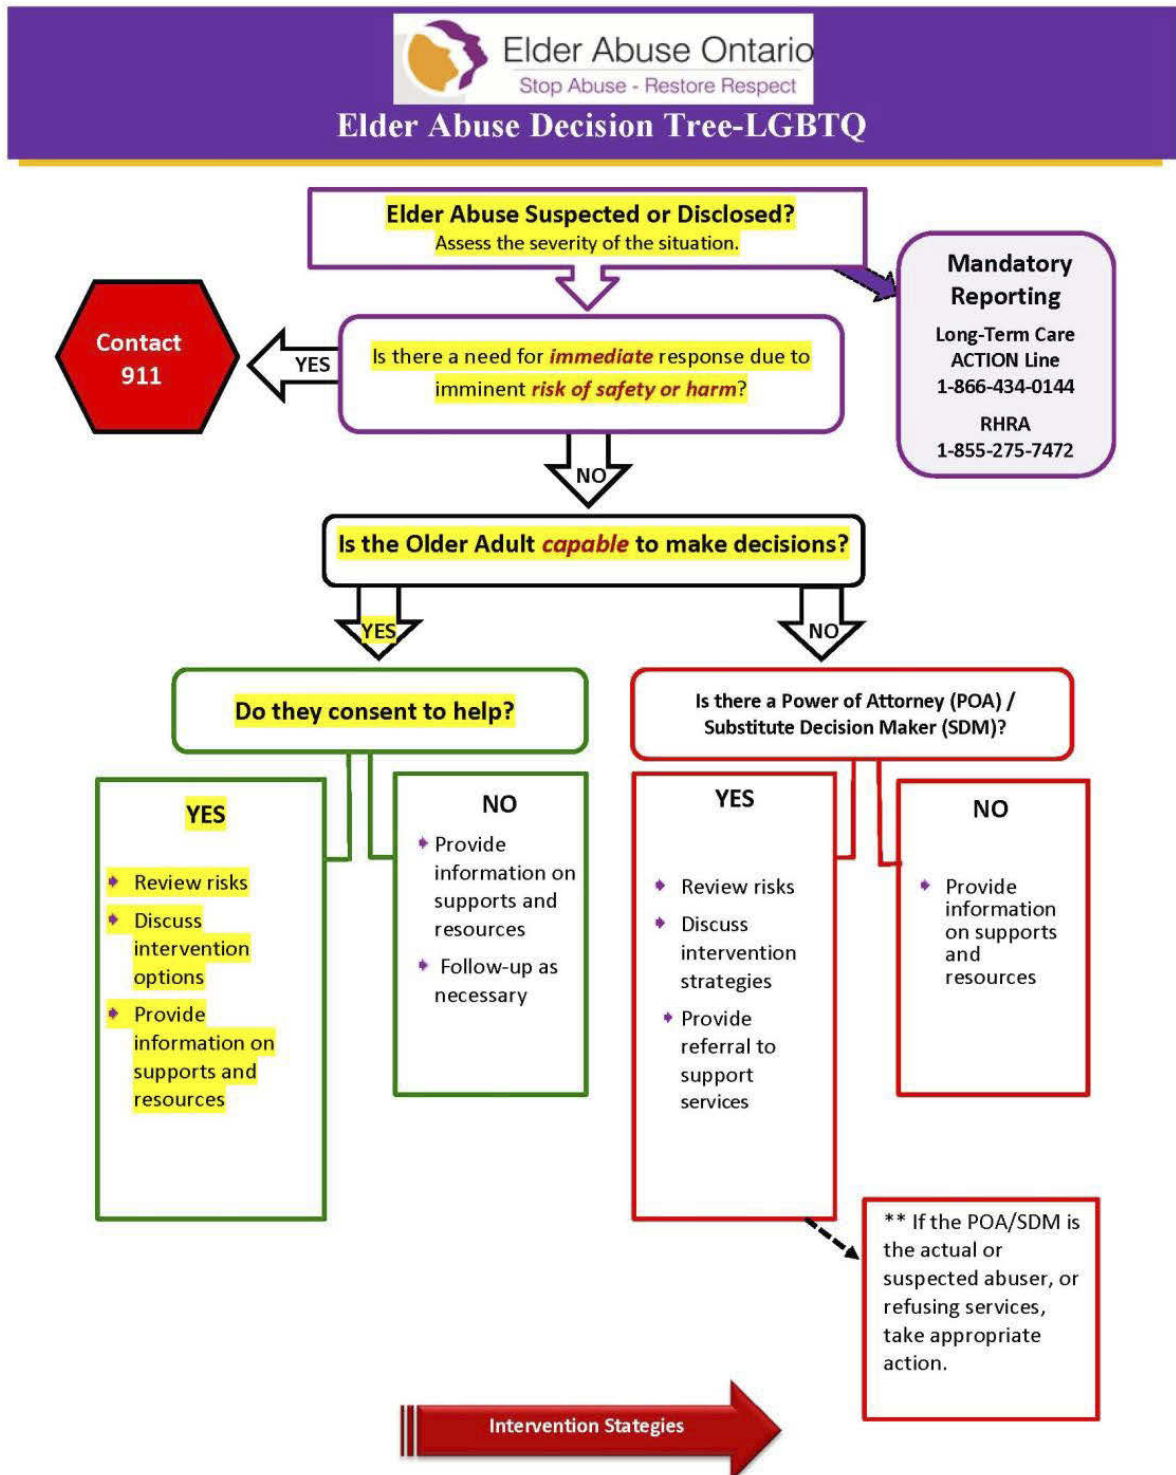 Elder Abuse Ontario
Stop Abuse - Restore Respect
Elder Abuse Decision Tree-LGBTQ
Elder Abuse Suspected or Disclosed?
Assess the severity of the situation.
Mandatory
Reporting
Long-Term Care
ACTION Line
1-866-434-0144
RHRA
1-855-275-7472
Contact
911
YES
Is there a need for immediate response due to
imminent risk of safety or harm?
NO
Is the Older Adult capable to make decisions?
YES
NO
Do they consent to help?
YES
Review risks
Discuss
intervention
options
Provide
information on
supports and
resources
NO
Provide
information on
supports and
resources
Follow-up as
necessary
Is there a Power of Attorney (POA) /
Substitute Decision Maker (SDM)?
YES
Review risks
Discuss
intervention
strategies
Provide
referral to
support
services
NO
Provide
information
on supports
and
resources
** If the POA/SDM is
the actual or
suspected abuser, or
refusing services,
take appropriate
action.
Intervention Stategies